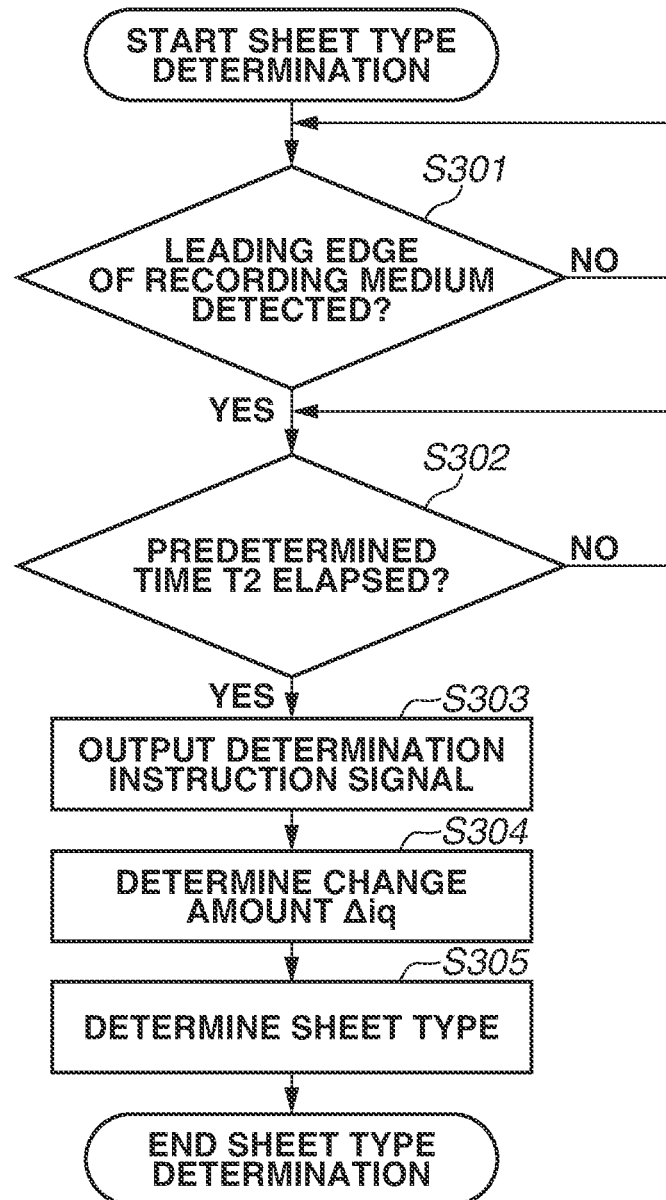 START SHEET TYPE
DETERMINATION
S301
LEADING EDGE
OF RECORDING MEDIUM
DETECTED?
NO
YES
S302
PREDETERMINED
TIME T2 ELAPSED?
NO
YES
S303
OUTPUT DETERMINATION
INSTRUCTION SIGNAL
S304
DETERMINE CHANGE
AMOUNT Δiq
S305
DETERMINE SHEET TYPE
END SHEET TYPE
DETERMINATION